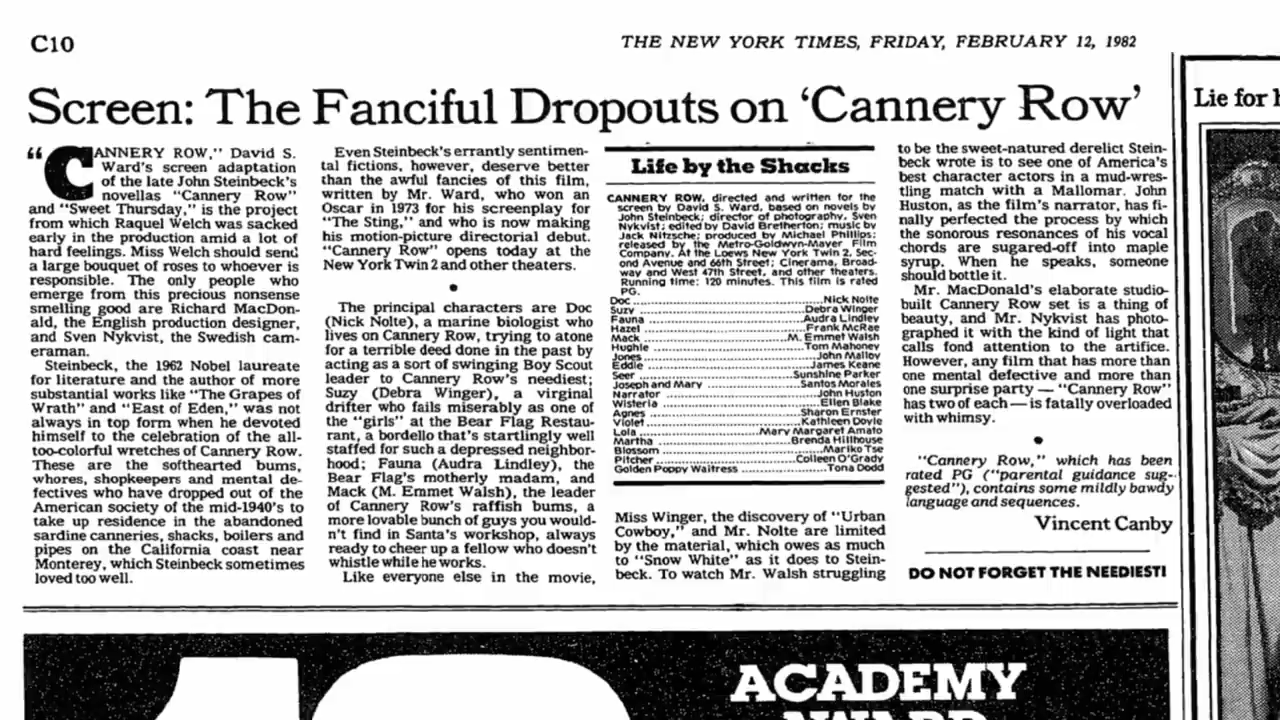 C10
THE NEW YORK TIMES, FRIDAY, FEBRUARY 12, 1982
Screen: The Fanciful Dropouts on ‘Cannery Row’
“CANNERY ROW,” David S.
Ward's screen adaptation
of the late John Steinbeck's
novellas “Cannery Row”
and “Sweet Thursday,” is the project
from which Raquel Welch was sacked
early in the production amid a lot of
hard feelings. Miss Welch should send
a large bouquet of roses to whoever is
responsible. The only people who
emerge from this precious nonsense
smelling good are Richard MacDon-
ald, the English production designer,
and Sven Nykvist, the Swedish cam-
eraman.
Steinbeck, the 1962 Nobel laureate
for literature and the author of more
substantial works like “The Grapes of
Wrath” and “East of Eden,” was not
always in top form when he devoted
himself to the celebration of the all-
too-colorful wretches of Cannery Row.
These are the softhearted bums,
whores, shopkeepers and mental de-
fectives who have dropped out of the
American society of the mid-1940's to
take up residence in the abandoned
sardine canneries, shacks, boilers and
pipes on the California coast near
Monterey, which Steinbeck sometimes
loved too well.
Even Steinbeck's errantly sentimen-
tal fictions, however, deserve better
than the awful fancies of this film,
written by Mr. Ward, who won an
Oscar in 1973 for his screenplay for
“The Sting,” and who is now making
his motion-picture directorial debut.
“Cannery Row” opens today at the
New York Twin 2 and other theaters.
•
The principal characters are Doc
(Nick Nolte), a marine biologist who
lives on Cannery Row, trying to atone
for a terrible deed done in the past by
acting as a sort of swinging Boy Scout
leader to Cannery Row's neediest;
Suzy (Debra Winger), a virginal
drifter who fails miserably as one of
the “girls” at the Bear Flag Restau-
rant, a bordello that's startlingly well
staffed for such a depressed neighbor-
hood; Fauna (Audra Lindley), the
Bear Flag's motherly madam, and
Mack (M. Emmet Walsh), the leader
of Cannery Row's raffish bums, a
more lovable bunch of guys you would-
n't find in Santa's workshop, always
ready to cheer up a fellow who doesn't
whistle while he works.
Like everyone else in the movie,
Life by the Shacks
CANNERY ROW, directed and written for the
screen by David S. Ward, based on novels by
John Steinbeck; director of photography, Sven
Nykvist; edited by David Bretherton; music by
Jack Nitzsche; produced by Michael Phillips;
released by the Metro-Goldwyn-Mayer Film
Company. At the Loews New York Twin 2, Sec-
ond Avenue and 66th Street; Cinerama, Broad-
way and West 47th Street, and other theaters.
Running time: 120 minutes. This film is rated
PG.
Doc ... Nick Nolte
Suzy ... Debra Winger
Fauna ... Audra Lindley
Hazel ... Frank McRae
Mack ... M. Emmet Walsh
Hughie ... Tom Mahoney
Jones ... John Malloy
Eddie ... James Keane
Seer ... Sunshine Parker
Joseph and Mary ... Santos Morales
Narrator ... John Huston
Wisteria ... Ellen Blake
Agnes ... Sharon Ernster
Violet ... Kathleen Doyle
Lola ... Mary Margaret Amato
Martha ... Brenda Hillhouse
Blossom ... Mariko Tse
Pitcher ... Colleen O'Grady
Golden Poppy Waitress ... Tona Dodd
Miss Winger, the discovery of “Urban
Cowboy,” and Mr. Nolte are limited
by the material, which owes as much
to “Snow White” as it does to Stein-
beck. To watch Mr. Walsh struggling
to be the sweet-natured derelict Stein-
beck wrote is to see one of America's
best character actors in a mud-wres-
tling match with a Mallomar. John
Huston, as the film's narrator, has fi-
nally perfected the process by which
the sonorous resonances of his vocal
chords are sugared-off into maple
syrup. When he speaks, someone
should bottle it.
Mr. MacDonald's elaborate studio-
built Cannery Row set is a thing of
beauty, and Mr. Nykvist has photo-
graphed it with the kind of light that
calls fond attention to the artifice.
However, any film that has more than
one mental defective and more than
one surprise party — “Cannery Row”
has two of each — is fatally overloaded
with whimsy.
•
“Cannery Row,” which has been
rated PG (“parental guidance sug-
gested”), contains some mildly bawdy
language and sequences.
Vincent Canby
DO NOT FORGET THE NEEDIEST!
Lie for
ACADEMY
AWARD